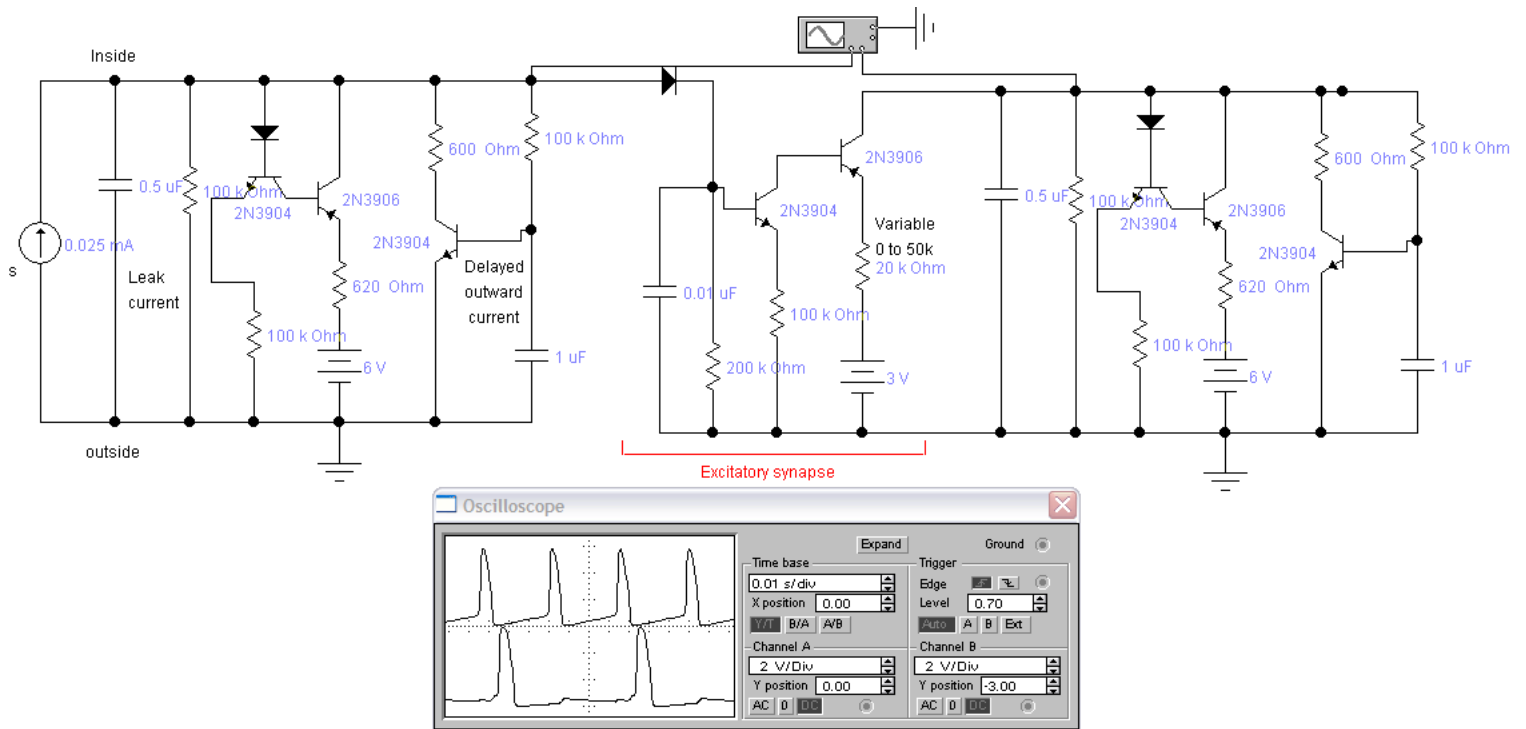 Inside
s
0.025 mA
0.5 uF
Leak
current
100 k Ohm
2N3904
100 k Ohm
2N3906
620 Ohm
6 V
600 Ohm
2N3904
Delayed
outward
current
100 k Ohm
1 uF
outside
0.01 uF
200 k Ohm
2N3904
100 k Ohm
2N3906
Variable
0 to 50k
20 k Ohm
3 V
Excitatory synapse
0.5 uF
100 k Ohm
2N3904
100 k Ohm
2N3906
620 Ohm
6 V
600 Ohm
2N3904
100 k Ohm
1 uF
Oscilloscope
Expand
Ground
Time base
0.01 s/div
X position 0.00
Y/T B/A A/B
Trigger
Edge
Level 0.70
Auto A B Ext
Channel A
2 V/Div
Y position 0.00
AC 0 DC
Channel B
2 V/Div
Y position -3.00
AC 0 DC